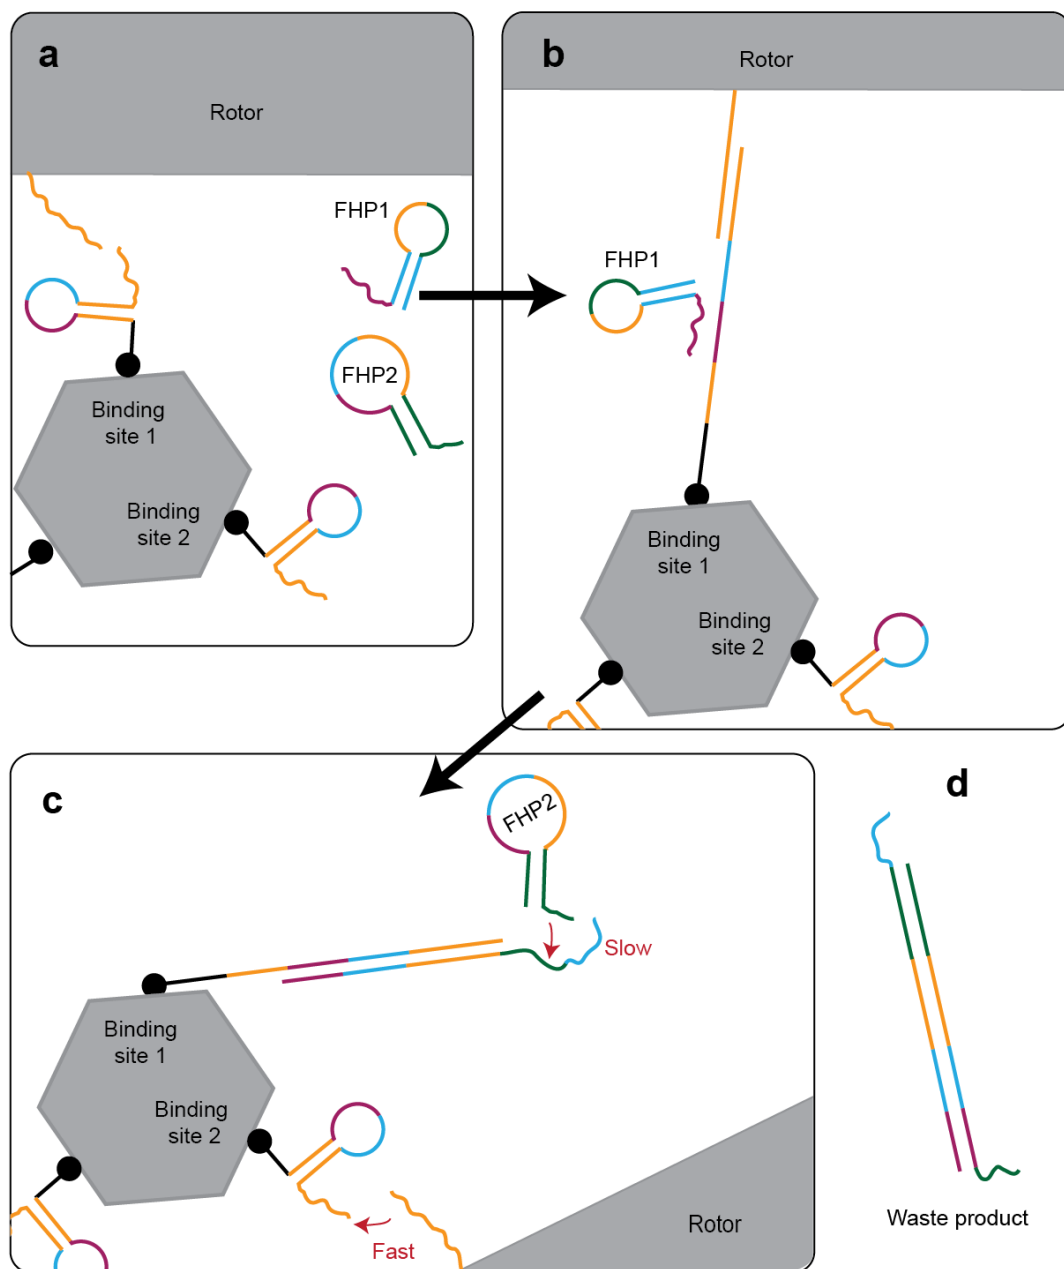 a
Rotor
FHP1
FHP2
Binding
site 1
Binding
site 2
b
Rotor
FHP1
Binding
site 1
Binding
site 2
c
FHP2
Slow
Binding
site 1
Binding
site 2
Fast
Rotor
d
Waste product